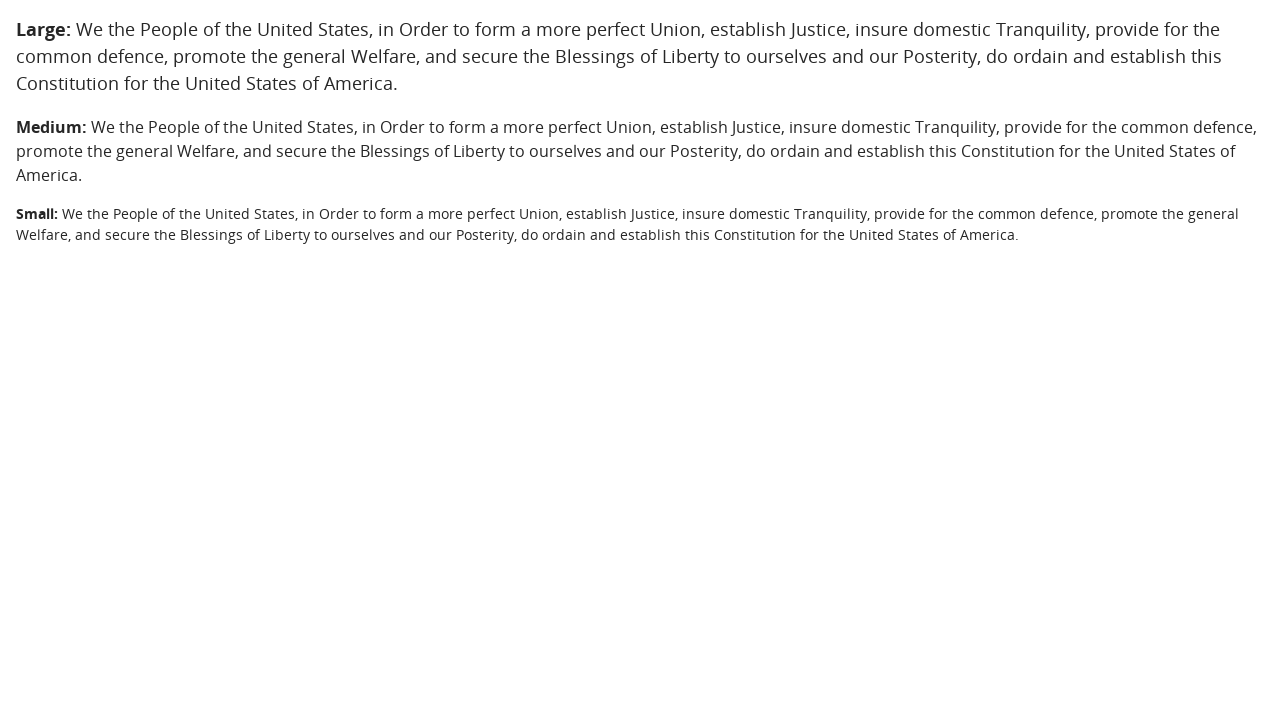 Large: We the People of the United States, in Order to form a more perfect Union, establish Justice, insure domestic Tranquility, provide for the
common defence, promote the general Welfare, and secure the Blessings of Liberty to ourselves and our Posterity, do ordain and establish this
Constitution for the United States of America.
Medium: We the People of the United States, in Order to form a more perfect Union, establish Justice, insure domestic Tranquility, provide for the common defence,
promote the general Welfare, and secure the Blessings of Liberty to ourselves and our Posterity, do ordain and establish this Constitution for the United States of
America.
Small: We the People of the United States, in Order to form a more perfect Union, establish Justice, insure domestic Tranquility, provide for the common defence, promote the general
Welfare, and secure the Blessings of Liberty to ourselves and our Posterity, do ordain and establish this Constitution for the United States of America.